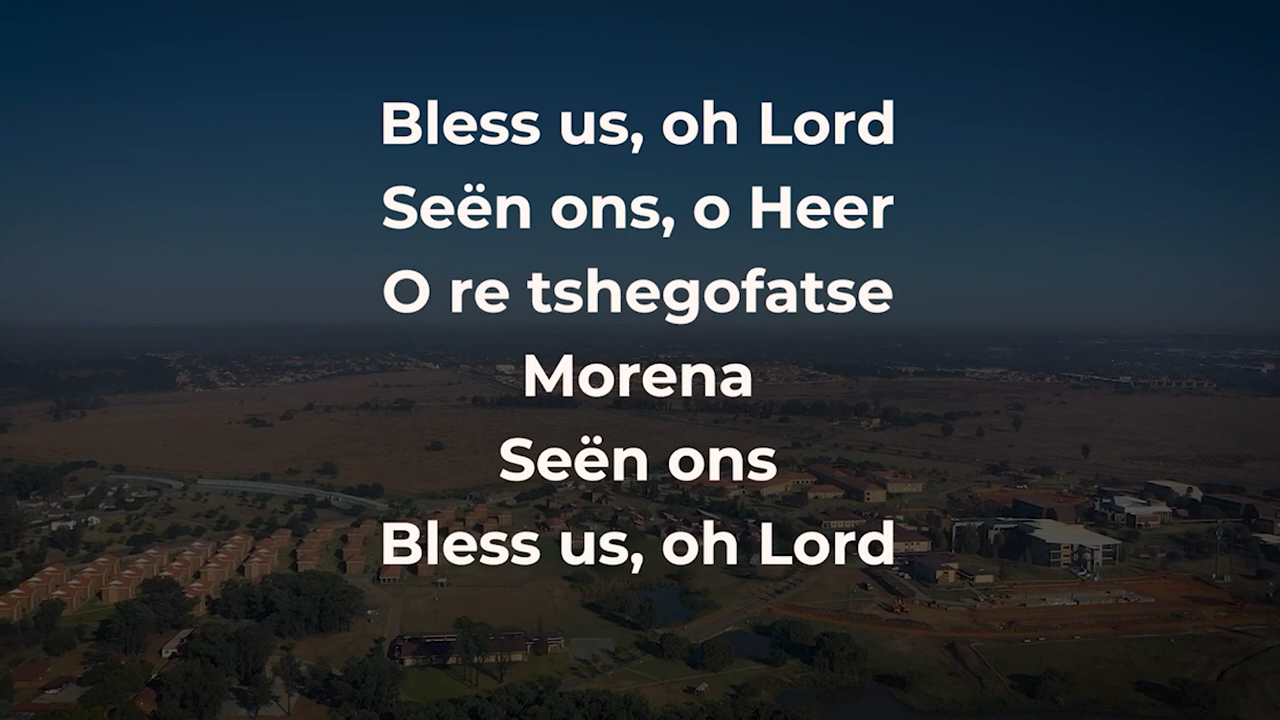 Bless us, oh Lord
Seën ons, o Heer
O re tshegofatse
Morena
Seën ons
Bless us, oh Lord